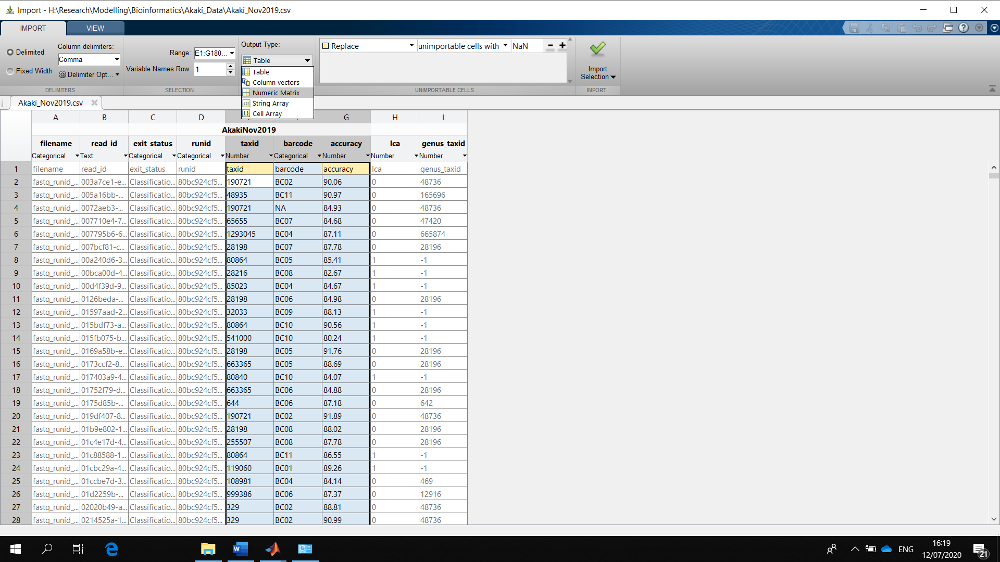 Import - H:\Research\Modelling\Bioinformatics\Akaki_Data\Akaki_Nov2019.csv
IMPORT VIEW
Delimited
Fixed Width
Column delimiters:
Comma
Delimiter Opt...
DELIMITERS
Range: E1:G180...
Variable Names Row: 1
SELECTION
Output Type:
Table
Table
Column vectors
Numeric Matrix
String Array
Cell Array
Replace unimportable cells with NaN
UNIMPORTABLE CELLS
Import
Selection
IMPORT
Akaki_Nov2019.csv
A B C D G H I
AkakiNov2019
filename read_id exit_status runid taxid barcode accuracy lca genus_taxid
Categorical Text Categorical Categorical Number Categorical Number Number Number
1 filename read_id exit_status runid taxid barcode accuracy lca genus_taxid
2 fastq_runid_... 003a7ce1-e... Classificatio... 80bc924cf5... 190721 BC02 90.06 0 48736
3 fastq_runid_... 005a16bb-... Classificatio... 80bc924cf5... 48935 BC11 90.97 0 165696
4 fastq_runid_... 0072aeb3-... Classificatio... 80bc924cf5... 190721 NA 84.93 0 48736
5 fastq_runid_... 007710e4-7... Classificatio... 80bc924cf5... 65655 BC07 84.68 0 47420
6 fastq_runid_... 007795b6-6... Classificatio... 80bc924cf5... 1293045 BC04 87.11 0 665874
7 fastq_runid_... 007bcf81-c... Classificatio... 80bc924cf5... 28198 BC07 87.78 0 28196
8 fastq_runid_... 00a240d6-3... Classificatio... 80bc924cf5... 80864 BC05 85.41 1 -1
9 fastq_runid_... 00bca00d-4... Classificatio... 80bc924cf5... 28216 BC08 82.67 1 -1
10 fastq_runid_... 00d4f39d-9... Classificatio... 80bc924cf5... 85023 BC04 84.67 1 -1
11 fastq_runid_... 0126beda-... Classificatio... 80bc924cf5... 28198 BC06 84.98 0 28196
12 fastq_runid_... 01597aad-2... Classificatio... 80bc924cf5... 32033 BC09 88.13 1 -1
13 fastq_runid_... 015bdf73-a... Classificatio... 80bc924cf5... 80864 BC10 90.56 1 -1
14 fastq_runid_... 015fb075-b... Classificatio... 80bc924cf5... 541000 BC10 80.24 1 -1
15 fastq_runid_... 0169a58b-e... Classificatio... 80bc924cf5... 28198 BC05 91.76 0 28196
16 fastq_runid_... 0173ccf2-8... Classificatio... 80bc924cf5... 663365 BC05 88.69 0 28196
17 fastq_runid_... 017403a9-4... Classificatio... 80bc924cf5... 80840 BC10 84.07 1 -1
18 fastq_runid_... 01752f79-d... Classificatio... 80bc924cf5... 663365 BC06 84.88 0 28196
19 fastq_runid_... 0175d85b-... Classificatio... 80bc924cf5... 644 BC06 87.18 0 642
20 fastq_runid_... 019df407-8... Classificatio... 80bc924cf5... 190721 BC02 91.89 0 48736
21 fastq_runid_... 01b9e802-1... Classificatio... 80bc924cf5... 28198 BC08 88.02 0 28196
22 fastq_runid_... 01c4e17d-4... Classificatio... 80bc924cf5... 255507 BC08 87.78 0 28196
23 fastq_runid_... 01c88588-1... Classificatio... 80bc924cf5... 80864 BC11 86.55 1 -1
24 fastq_runid_... 01cbc29a-4... Classificatio... 80bc924cf5... 119060 BC01 89.26 1 -1
25 fastq_runid_... 01ccbe7d-3... Classificatio... 80bc924cf5... 108981 BC04 84.14 0 469
26 fastq_runid_... 01d2259b-... Classificatio... 80bc924cf5... 999386 BC06 87.37 0 12916
27 fastq_runid_... 02020b49-a... Classificatio... 80bc924cf5... 329 BC02 88.81 0 48736
28 fastq_runid_... 0214525a-1... Classificatio... 80bc924cf5... 329 BC02 90.99 0 48736
ENG
16:19
12/07/2020
21